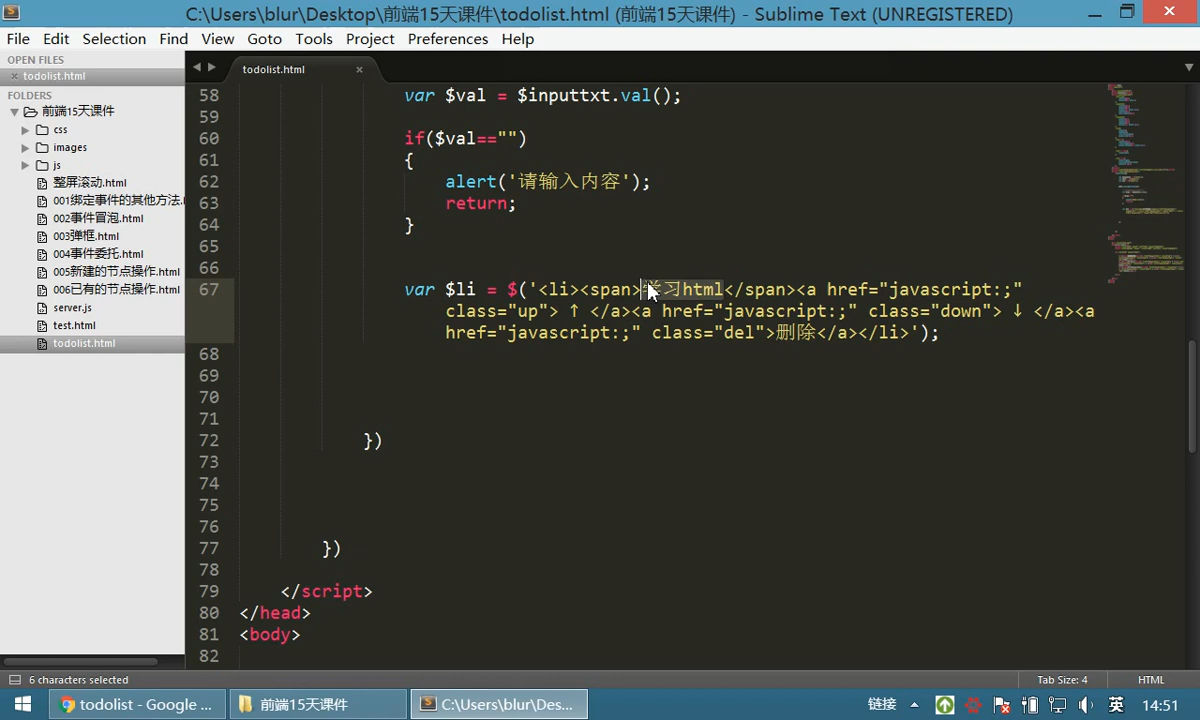 C:\Users\blur\Desktop\前端15天课件\todolist.html (前端15天课件) - Sublime Text (UNREGISTERED)
File Edit Selection Find View Goto Tools Project Preferences Help
OPEN FILES
todolist.html
FOLDERS
前端15天课件
css
images
js
整屏滚动.html
001绑定事件的其他方法.
002事件冒泡.html
003弹框.html
004事件委托.html
005新建的节点操作.html
006已有的节点操作.html
server.js
test.html
todolist.html
todolist.html
58 var $val = $inputtxt.val();
59
60 if($val=="")
61 {
62 alert('请输入内容');
63 return;
64 }
65
66
67 var $li = $('<li><span>学习html</span><a href="javascript:;"
class="up"> ↑ </a><a href="javascript:;" class="down"> ↓ </a><a
href="javascript:;" class="del">删除</a></li>');
68
69
70
71
72 })
73
74
75
76
77 })
78
79 </script>
80 </head>
81 <body>
82
6 characters selected Tab Size: 4 HTML
todolist - Google ... 前端15天课件 C:\Users\blur\Des... 链接 英 14:51